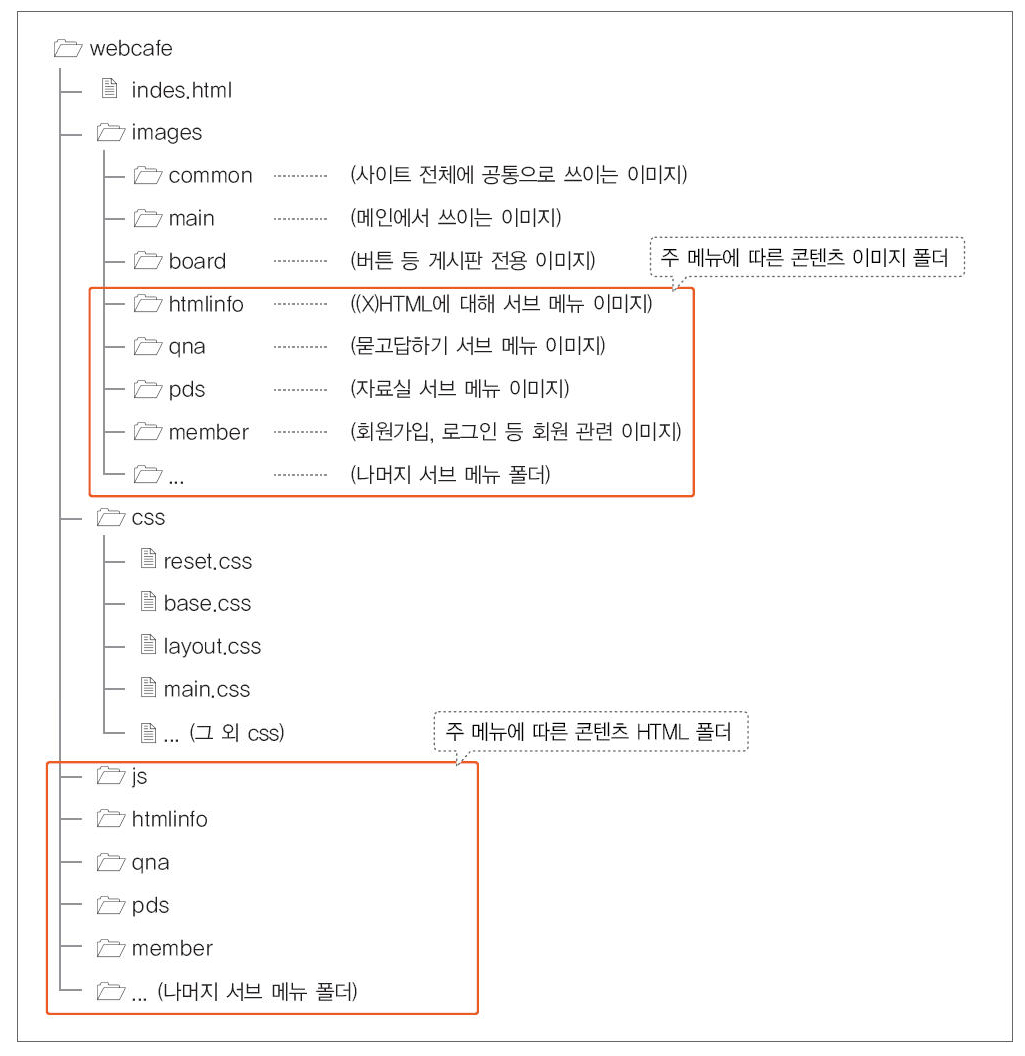 webcafe
indes.html
images
common (사이트 전체에 공통으로 쓰이는 이미지)
main (메인에서 쓰이는 이미지)
board (버튼 등 게시판 전용 이미지)
주 메뉴에 따른 콘텐츠 이미지 폴더
htmlinfo ((X)HTML에 대해 서브 메뉴 이미지)
qna (묻고답하기 서브 메뉴 이미지)
pds (자료실 서브 메뉴 이미지)
member (회원가입, 로그인 등 회원 관련 이미지)
... (나머지 서브 메뉴 폴더)
css
reset.css
base.css
layout.css
main.css
... (그 외 css)
주 메뉴에 따른 콘텐츠 HTML 폴더
js
htmlinfo
qna
pds
member
... (나머지 서브 메뉴 폴더)